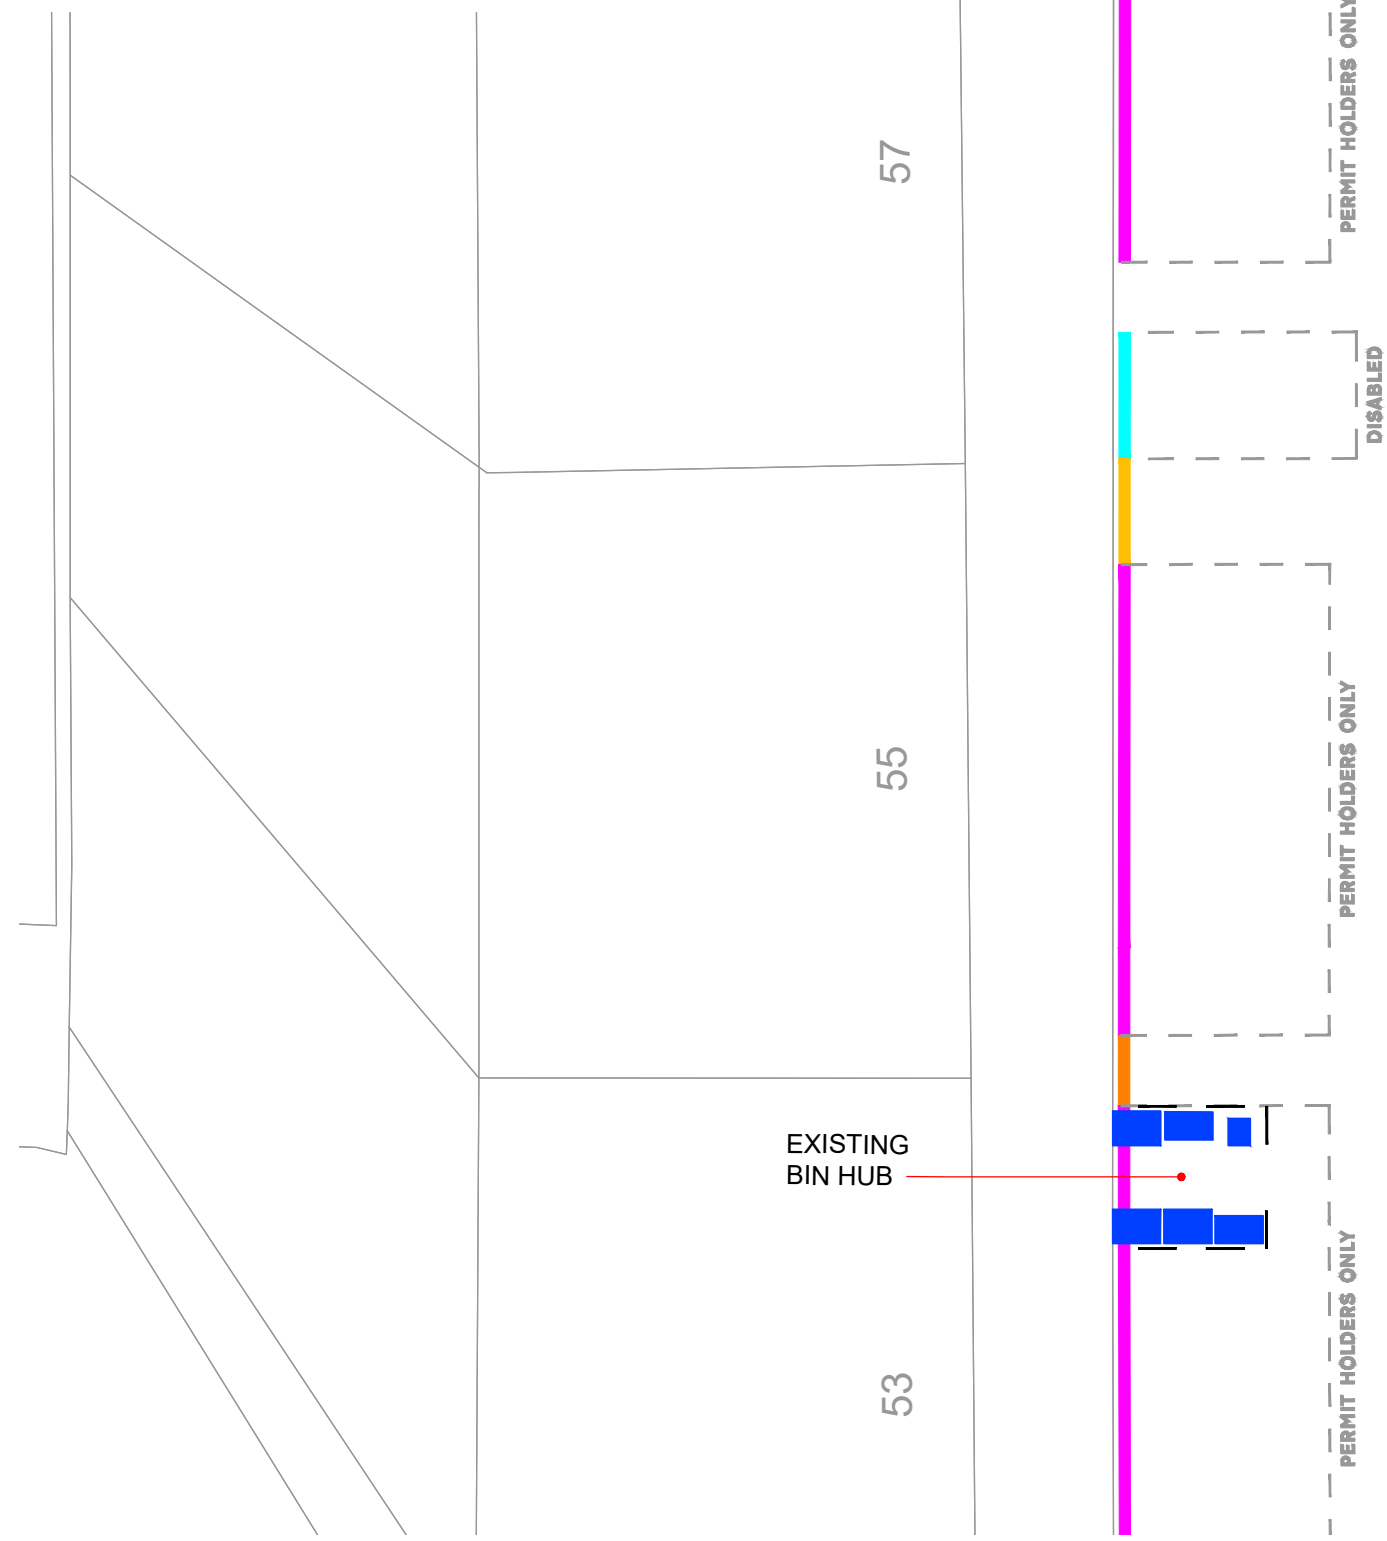 57
PERMIT HOLDERS ONLY
DISABLED
55
PERMIT HOLDERS ONLY
EXISTING
BIN HUB
53
PERMIT HOLDERS ONLY